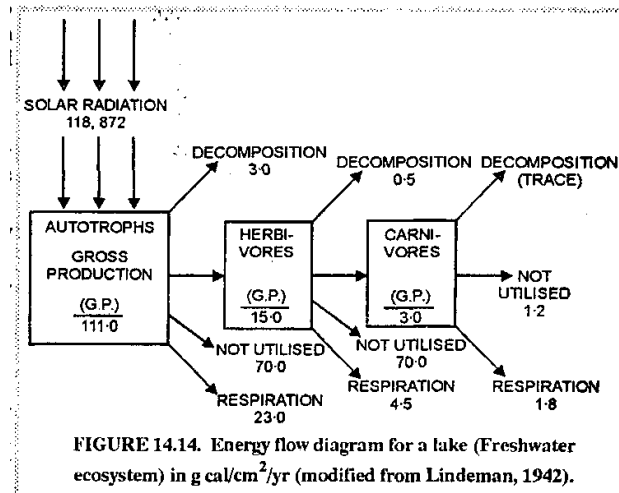 SOLAR RADIATION
118, 872
AUTOTROPHS
GROSS
PRODUCTION
(G.P.)
111·0
DECOMPOSITION
3·0
NOT UTILISED
70·0
RESPIRATION
23·0
HERBI-
VORES
(G.P.)
15·0
DECOMPOSITION
0·5
NOT UTILISED
70·0
RESPIRATION
4·5
CARNI-
VORES
(G.P.)
3·0
DECOMPOSITION
(TRACE)
NOT
UTILISED
1·2
RESPIRATION
1·8
FIGURE 14.14. Energy flow diagram for a lake (Freshwater
ecosystem) in g cal/cm²/yr (modified from Lindeman, 1942).